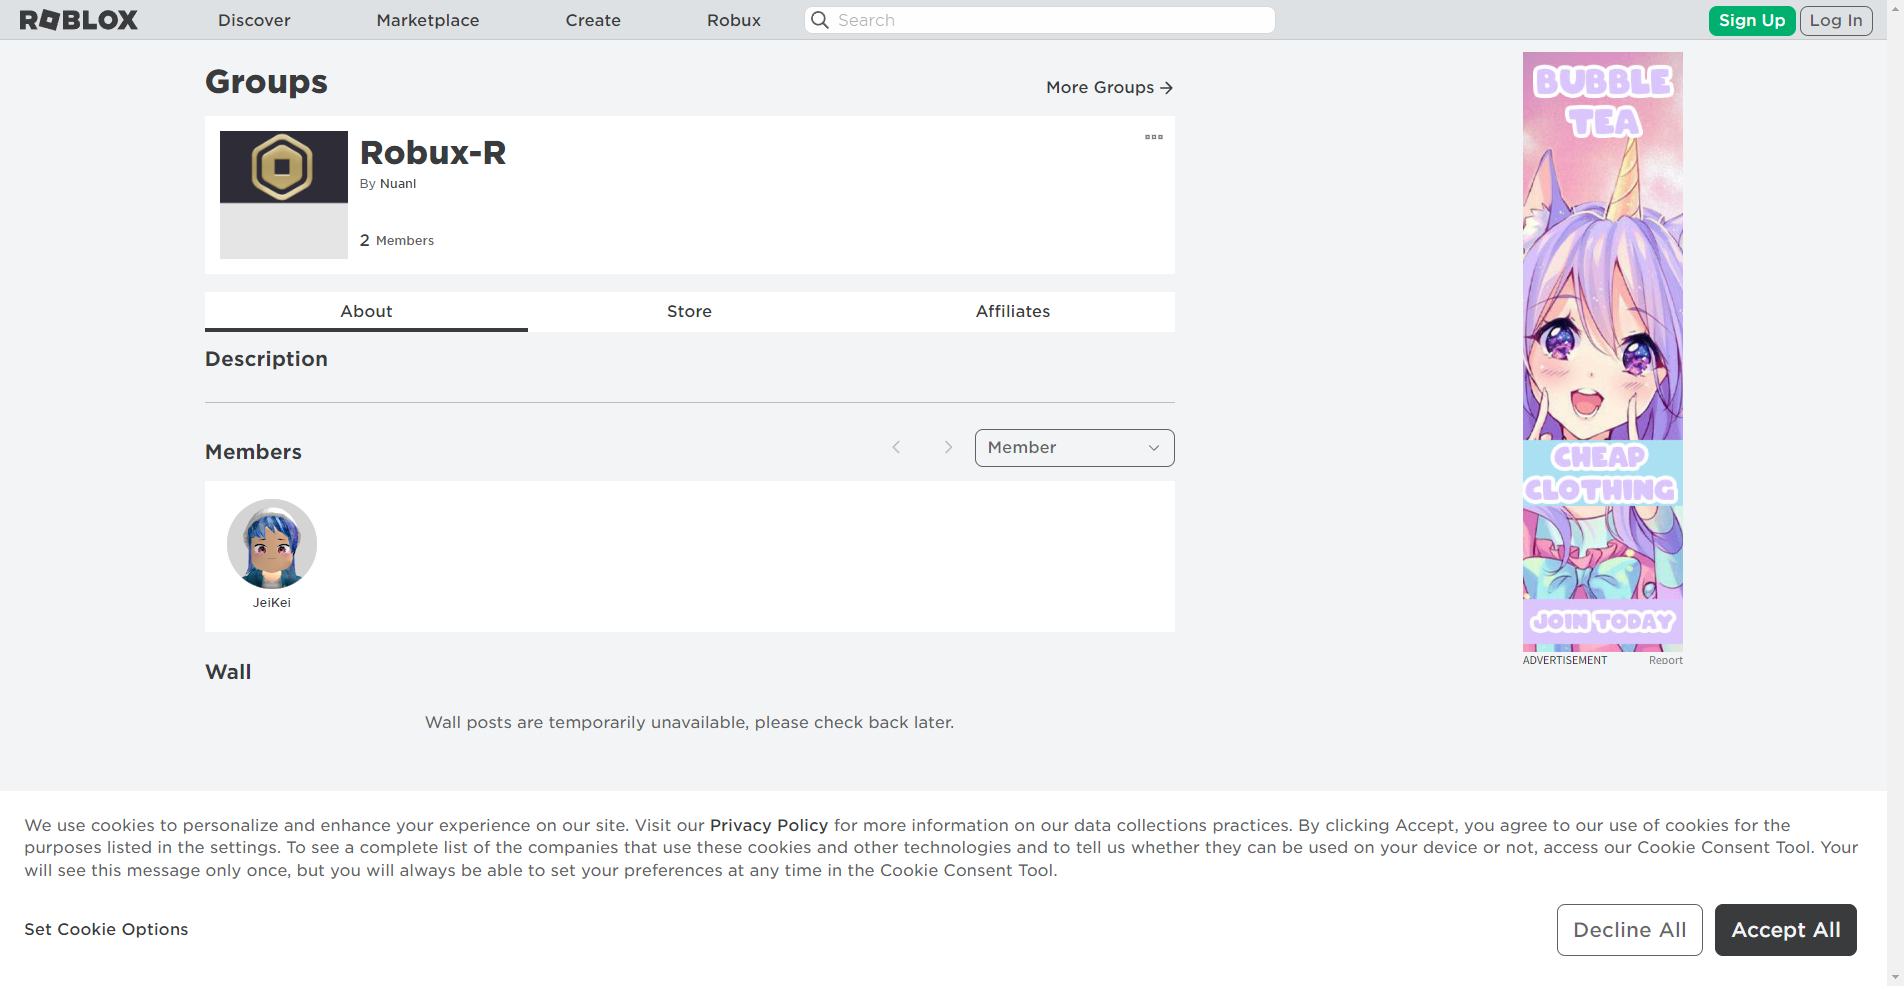 ROBLOX
Discover
Marketplace
Create
Robux
Search
Sign Up
Log In
Groups
More Groups
Robux-R
By Nuanl
2 Members
About
Store
Affiliates
Description
Members
Member
JeiKei
Wall
Wall posts are temporarily unavailable, please check back later.
BUBBLE
TEA
CHEAP
CLOTHING
JOIN TODAY
ADVERTISEMENT
Report
We use cookies to personalize and enhance your experience on our site. Visit our Privacy Policy for more information on our data collections practices. By clicking Accept, you agree to our use of cookies for the
purposes listed in the settings. To see a complete list of the companies that use these cookies and other technologies and to tell us whether they can be used on your device or not, access our Cookie Consent Tool. Your
will see this message only once, but you will always be able to set your preferences at any time in the Cookie Consent Tool.
Set Cookie Options
Decline All
Accept All